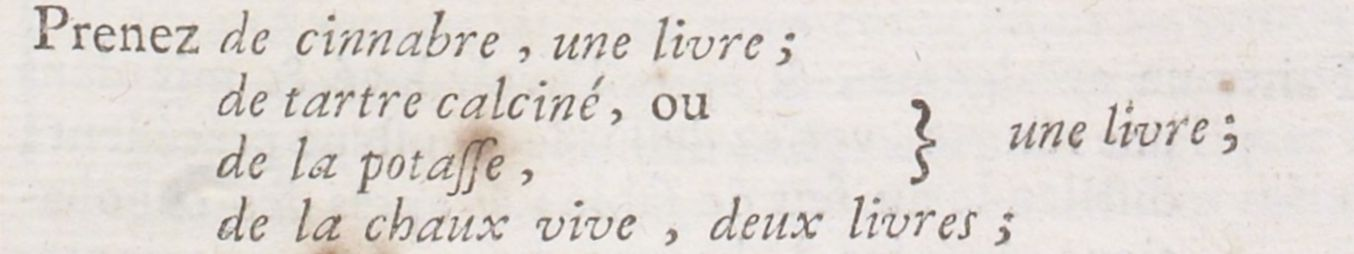 Prenez de cinnabre, une livre;
de tartre calciné, ou
de la potaſſe, } une livre;
de la chaux vive, deux livres;